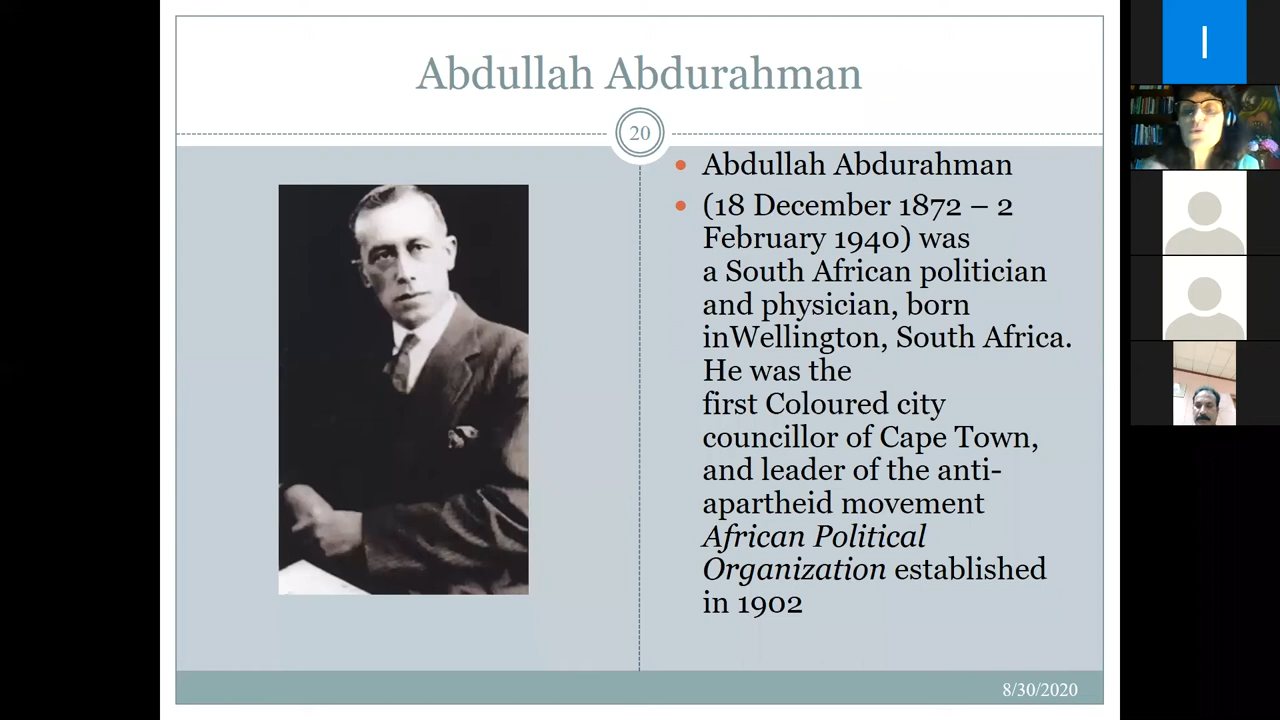 Abdullah Abdurahman
20
Abdullah Abdurahman
(18 December 1872 – 2
February 1940) was
a South African politician
and physician, born
inWellington, South Africa.
He was the
first Coloured city
councillor of Cape Town,
and leader of the anti-
apartheid movement
African Political
Organization established
in 1902
8/30/2020
I